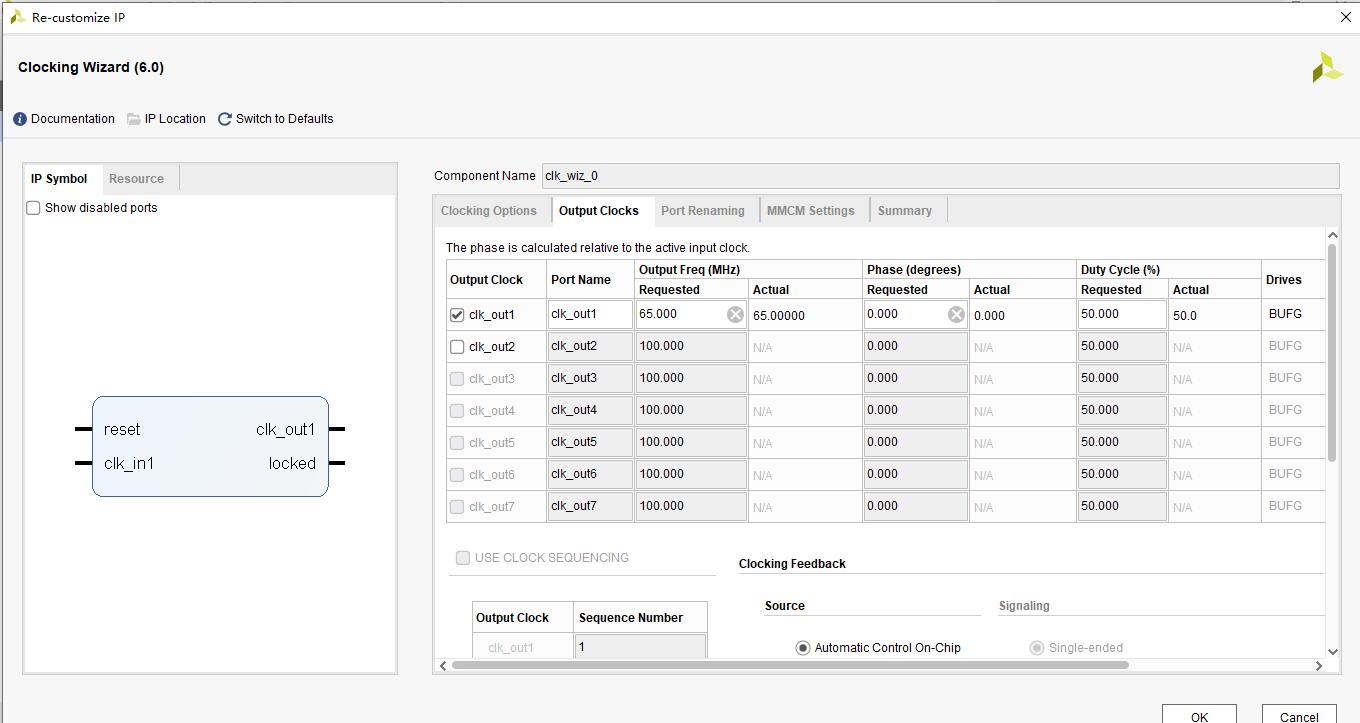 Re-customize IP
Clocking Wizard (6.0)
Documentation IP Location Switch to Defaults
IP Symbol Resource
Show disabled ports
reset clk_out1
clk_in1 locked
Component Name clk_wiz_0
Clocking Options Output Clocks Port Renaming MMCM Settings Summary
The phase is calculated relative to the active input clock.
Output Clock Port Name Output Freq (MHz) Phase (degrees) Duty Cycle (%) Drives
Requested Actual Requested Actual Requested Actual
clk_out1 clk_out1 65.000 65.00000 0.000 0.000 50.000 50.0 BUFG
clk_out2 clk_out2 100.000 N/A 0.000 N/A 50.000 N/A BUFG
clk_out3 clk_out3 100.000 N/A 0.000 N/A 50.000 N/A BUFG
clk_out4 clk_out4 100.000 N/A 0.000 N/A 50.000 N/A BUFG
clk_out5 clk_out5 100.000 N/A 0.000 N/A 50.000 N/A BUFG
clk_out6 clk_out6 100.000 N/A 0.000 N/A 50.000 N/A BUFG
clk_out7 clk_out7 100.000 N/A 0.000 N/A 50.000 N/A BUFG
USE CLOCK SEQUENCING
Clocking Feedback
Output Clock Sequence Number
clk_out1 1
Source Signaling
Automatic Control On-Chip Single-ended
OK Cancel